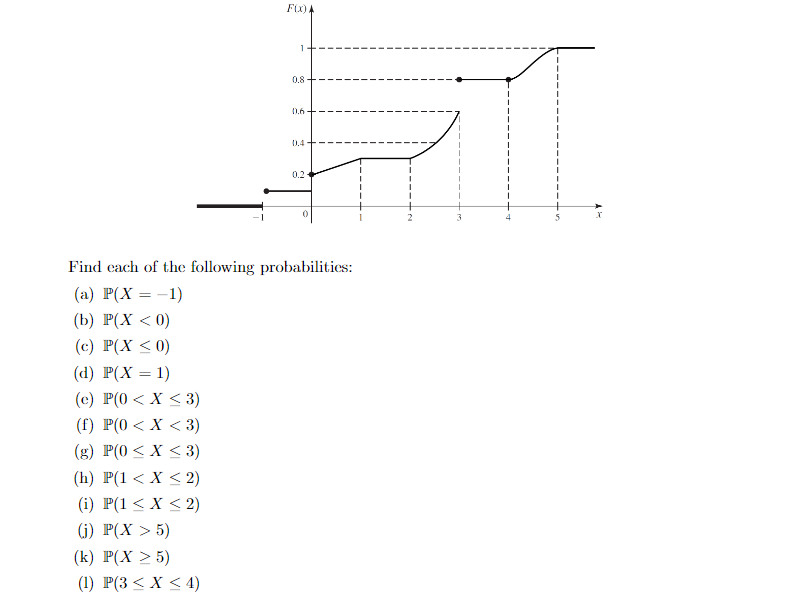 F(x)
1
0.8
0.6
0.4
0.2
−1 0 1 2 3 4 5 x
Find each of the following probabilities:
(a) ℙ(X = −1)
(b) ℙ(X < 0)
(c) ℙ(X ≤ 0)
(d) ℙ(X = 1)
(e) ℙ(0 < X ≤ 3)
(f) ℙ(0 < X < 3)
(g) ℙ(0 ≤ X ≤ 3)
(h) ℙ(1 < X ≤ 2)
(i) ℙ(1 ≤ X ≤ 2)
(j) ℙ(X > 5)
(k) ℙ(X ≥ 5)
(l) ℙ(3 ≤ X ≤ 4)